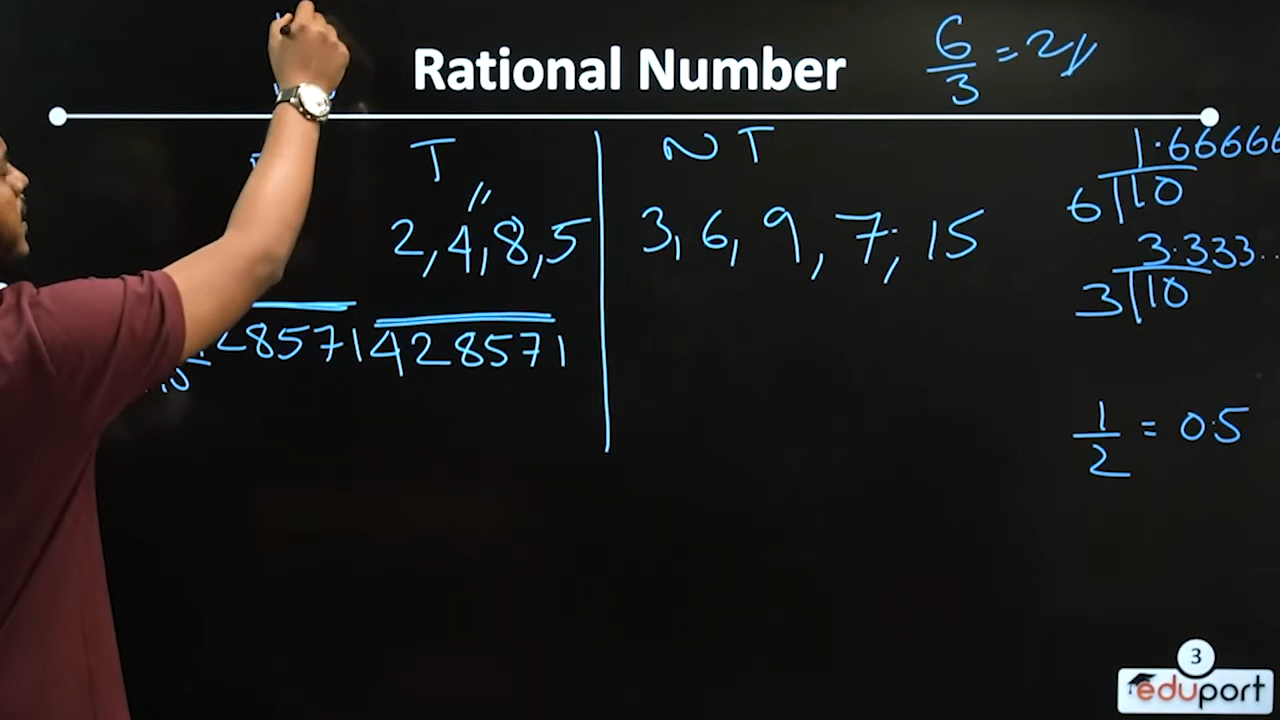 Rational Number
6/3 = 2
T
N T
2, 4, 8, 5
3, 6, 9, 7, 15
1.66666
6 10
3.333..
3 10
28571 428571
1/2 = 0.5
3
eduport